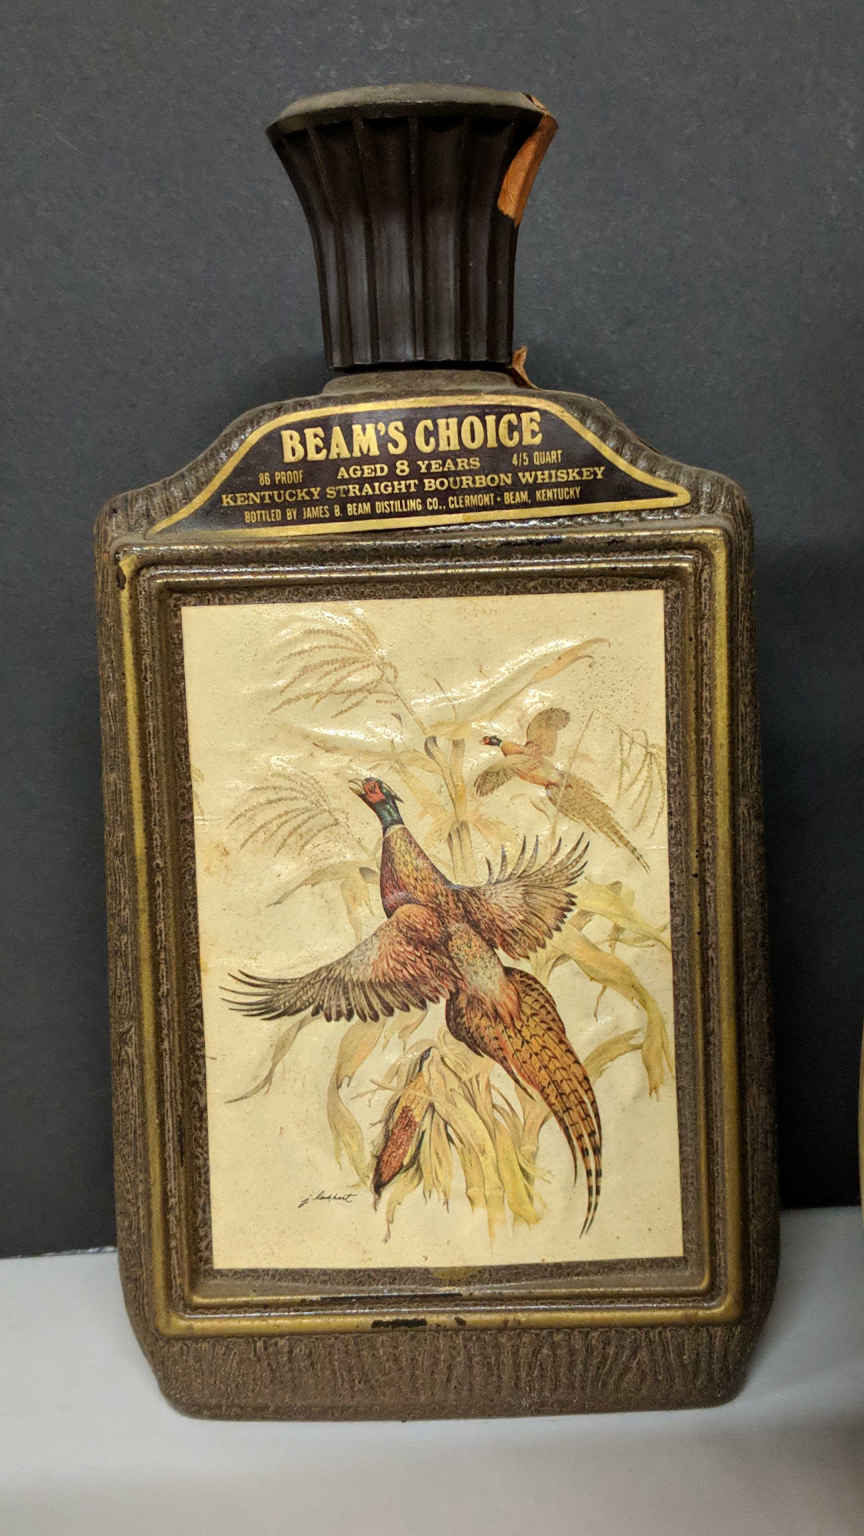 BEAM'S CHOICE
86 PROOF AGED 8 YEARS 4/5 QUART
KENTUCKY STRAIGHT BOURBON WHISKEY
BOTTLED BY JAMES B. BEAM DISTILLING CO., CLERMONT - BEAM, KENTUCKY
j lockhart